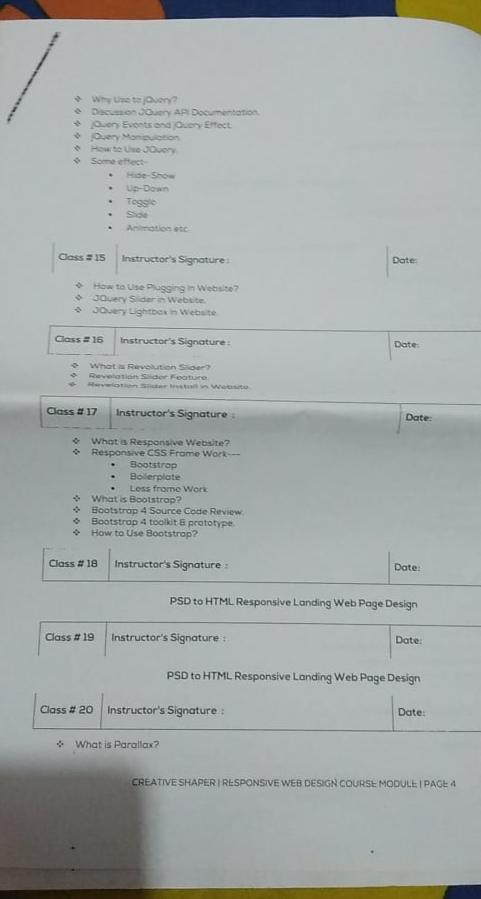 ❖ Why Use to jQuery?
❖ Discussion JQuery API Documentation.
❖ jQuery Events and jQuery Effect.
❖ jQuery Manipulation.
❖ How to Use JQuery.
❖ Some effect-
• Hide-Show
• Up-Down
• Toggle
• Slide
• Animation etc.
Class # 15 Instructor's Signature : Date:
❖ How to Use Plugging in Website?
❖ JQuery Slider in Website.
❖ JQuery Lightbox in Website.
Class # 16 Instructor's Signature : Date:
❖ What is Revolution Slider?
❖ Revelation Slider Feature.
❖ Revelation Slider Install in Website.
Class # 17 Instructor's Signature : Date:
❖ What is Responsive Website?
❖ Responsive CSS Frame Work---
• Bootstrap
• Boilerplate
• Less frame Work
❖ What is Bootstrap?
❖ Bootstrap 4 Source Code Review.
❖ Bootstrap 4 toolkit & prototype.
❖ How to Use Bootstrap?
Class # 18 Instructor's Signature : Date:
PSD to HTML Responsive Landing Web Page Design
Class # 19 Instructor's Signature : Date:
PSD to HTML Responsive Landing Web Page Design
Class # 20 Instructor's Signature : Date:
❖ What is Parallax?
CREATIVE SHAPER | RESPONSIVE WEB DESIGN COURSE MODULE | PAGE 4